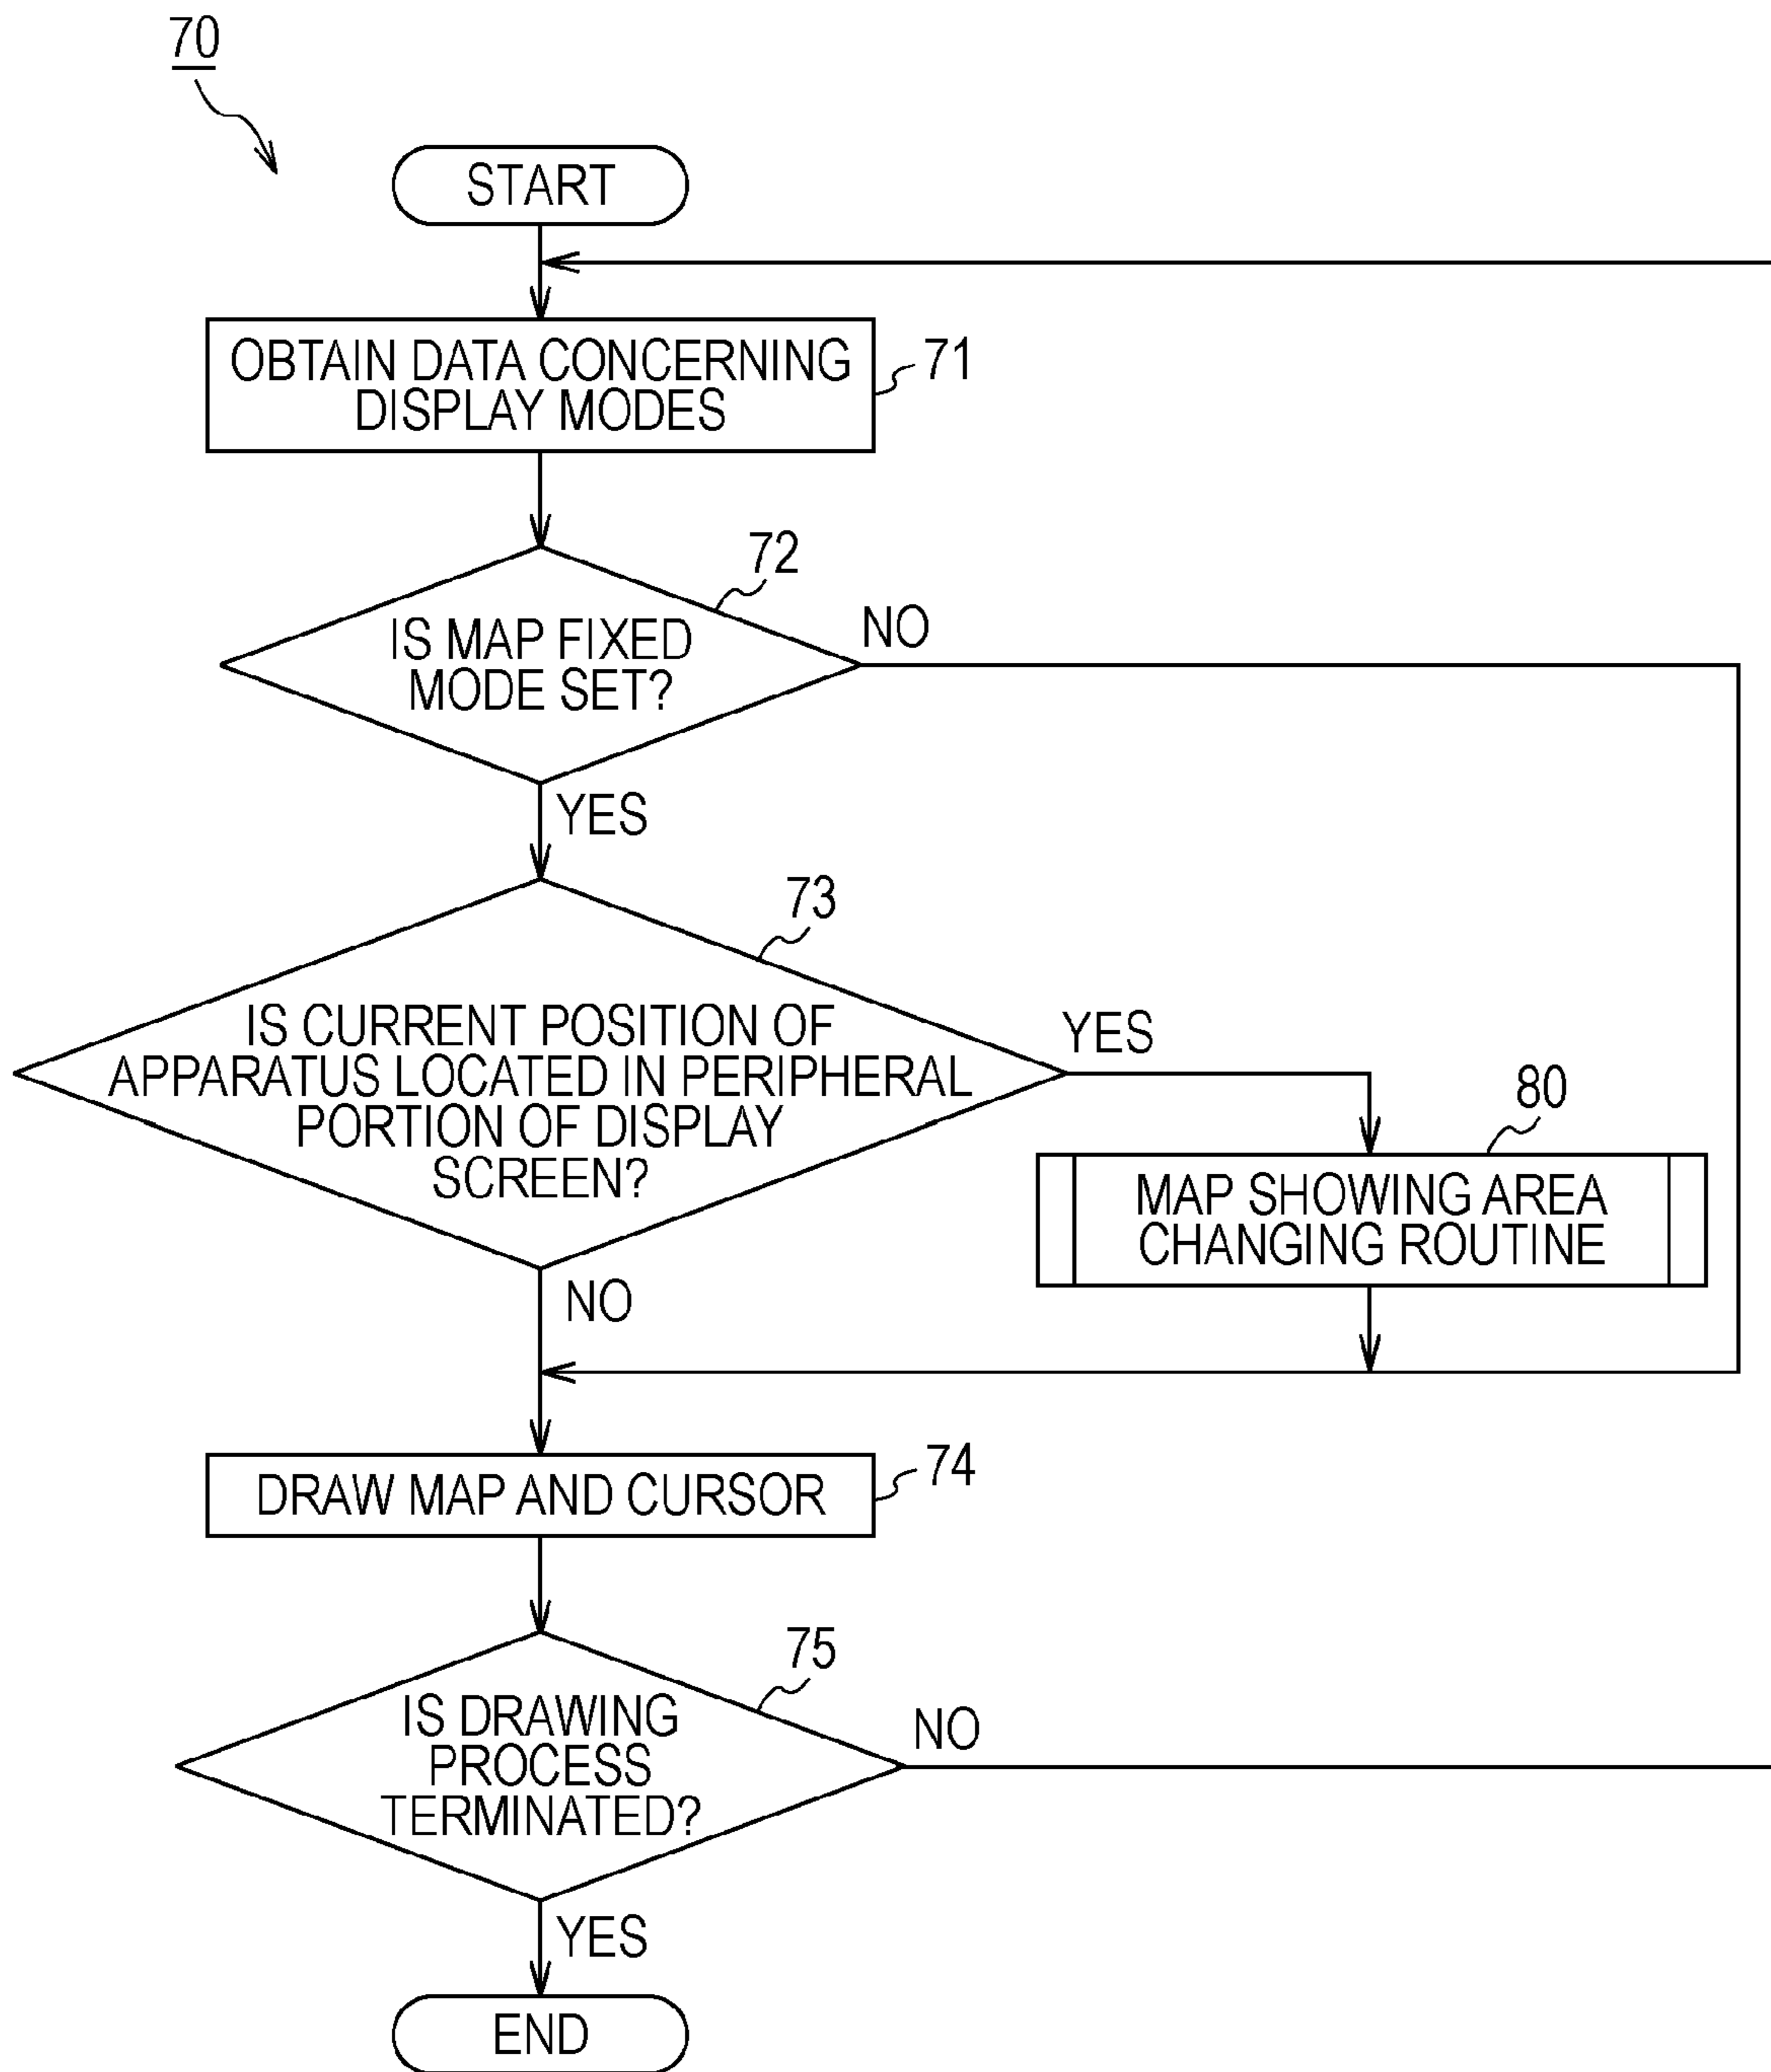 70
START
OBTAIN DATA CONCERNING
DISPLAY MODES
71
72
IS MAP FIXED
MODE SET?
NO
YES
73
IS CURRENT POSITION OF
APPARATUS LOCATED IN PERIPHERAL
PORTION OF DISPLAY
SCREEN?
YES
80
MAP SHOWING AREA
CHANGING ROUTINE
NO
DRAW MAP AND CURSOR
74
75
IS DRAWING
PROCESS
TERMINATED?
NO
YES
END